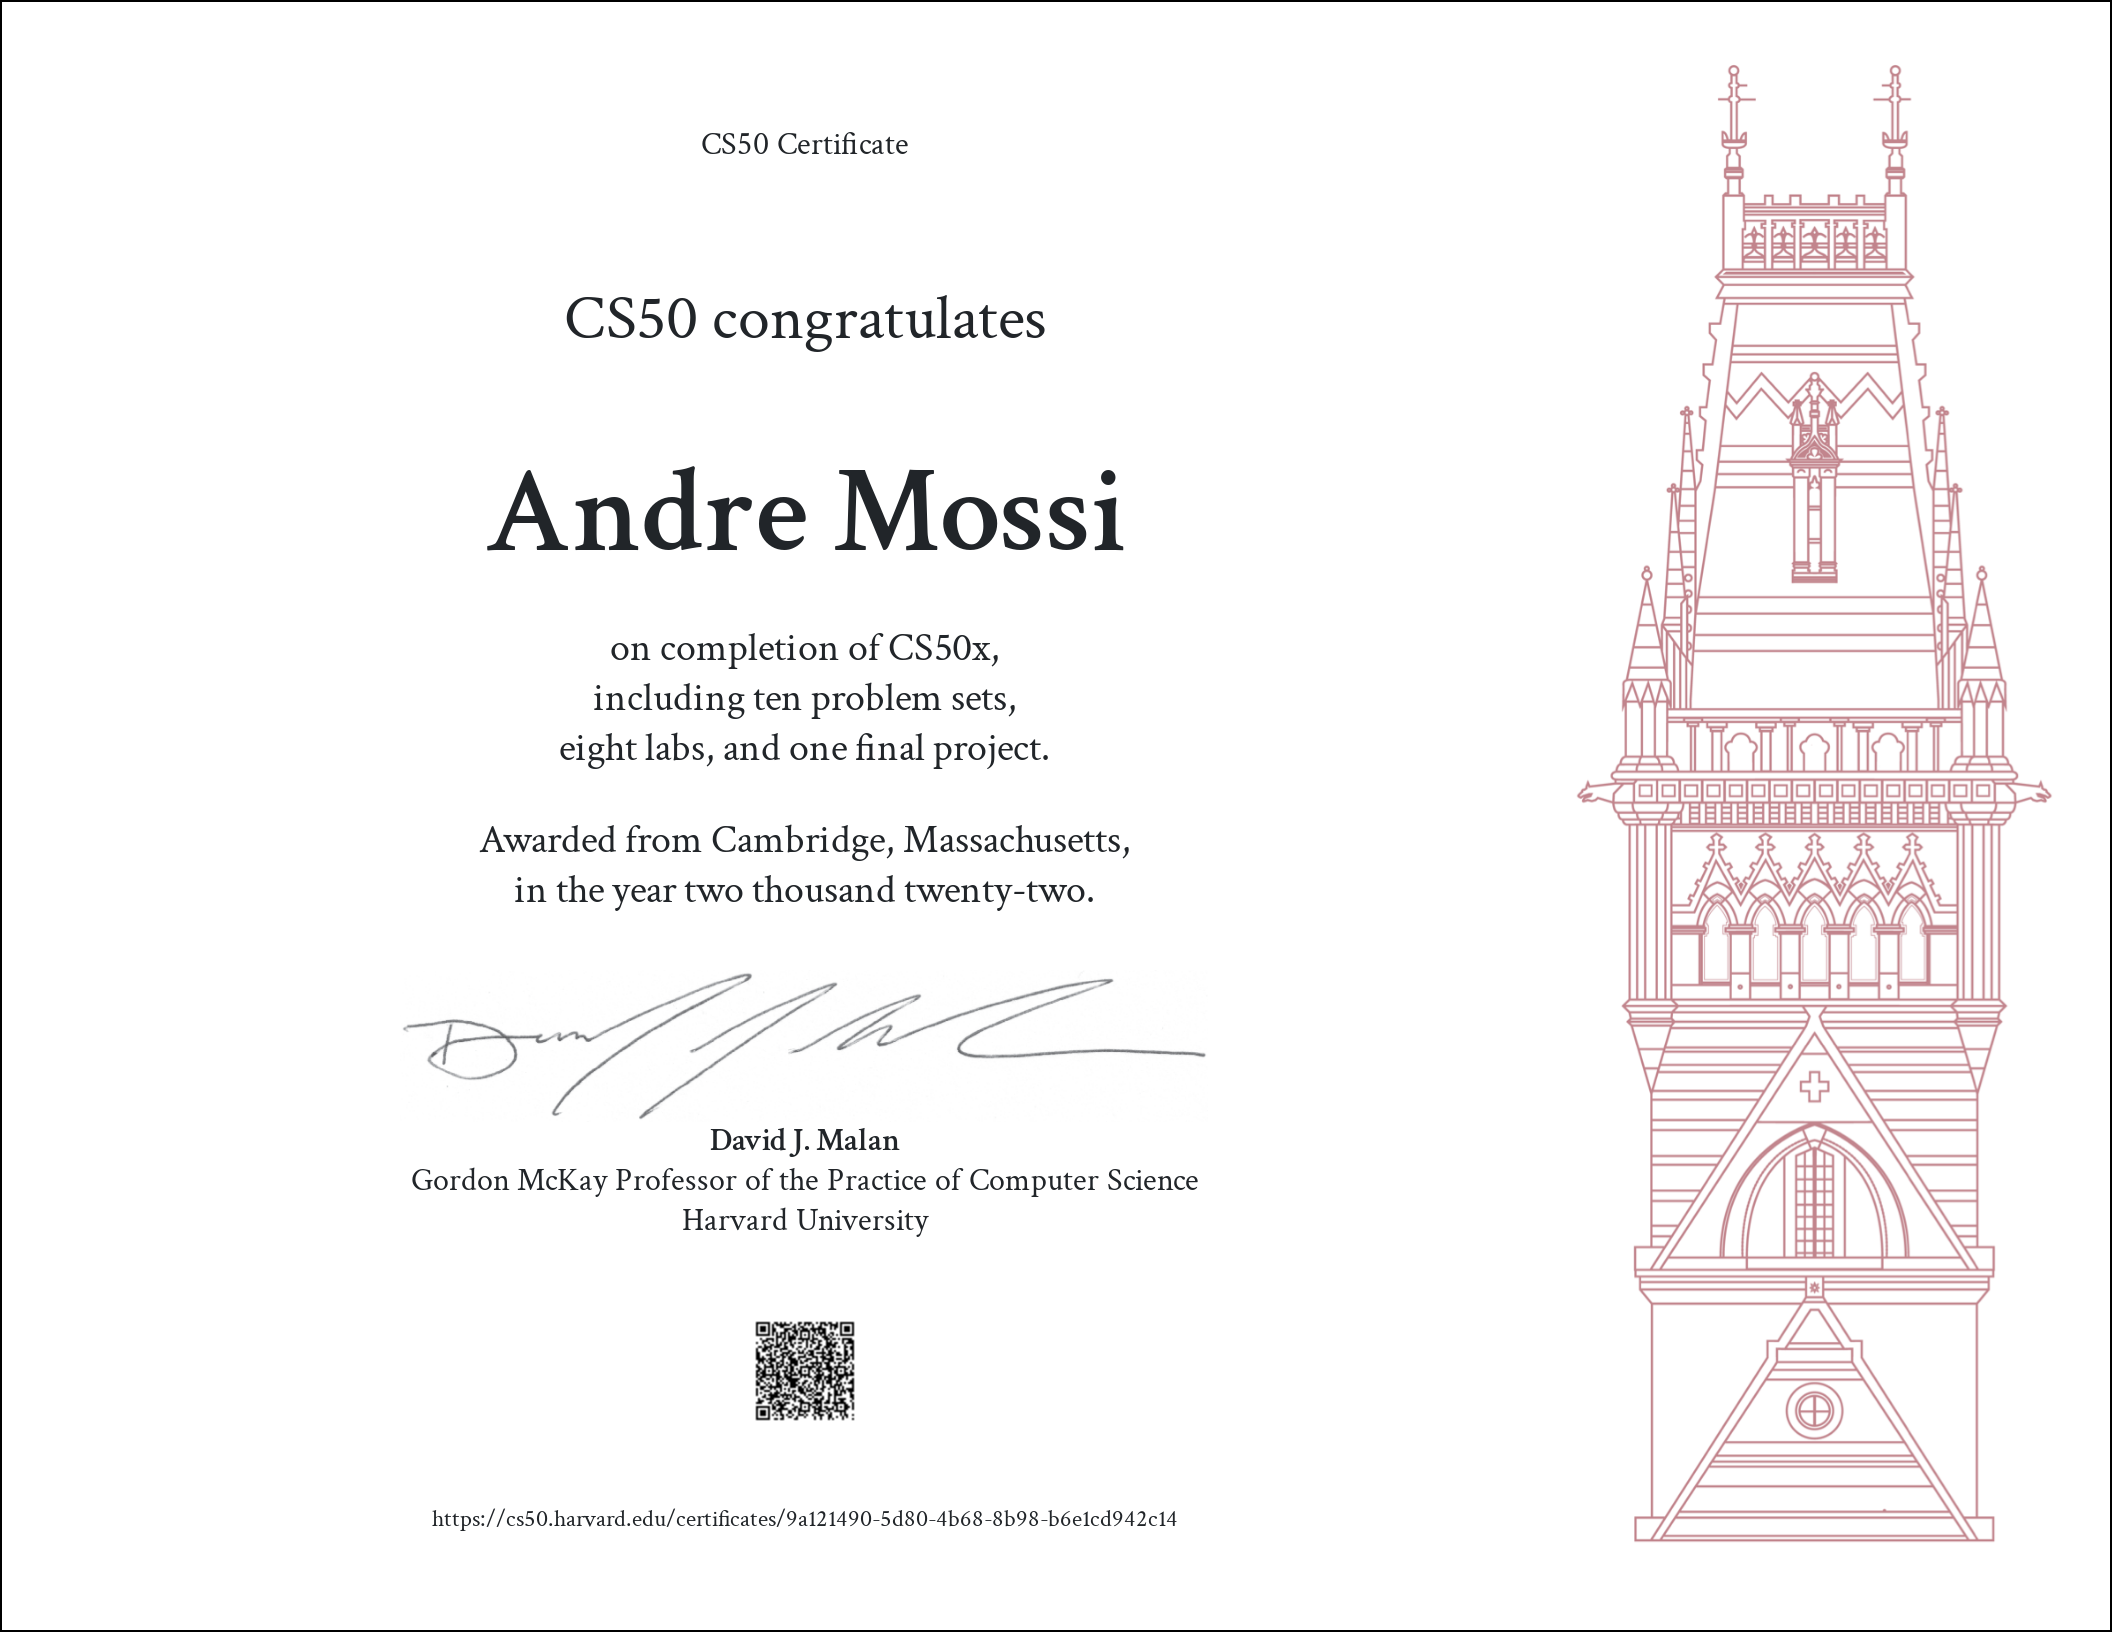 CS50 Certificate
CS50 congratulates
Andre Mossi
on completion of CS50x,
including ten problem sets,
eight labs, and one final project.
Awarded from Cambridge, Massachusetts,
in the year two thousand twenty-two.
David J. Malan
Gordon McKay Professor of the Practice of Computer Science
Harvard University
https://cs50.harvard.edu/certificates/9a121490-5d80-4b68-8b98-b6e1cd942c14